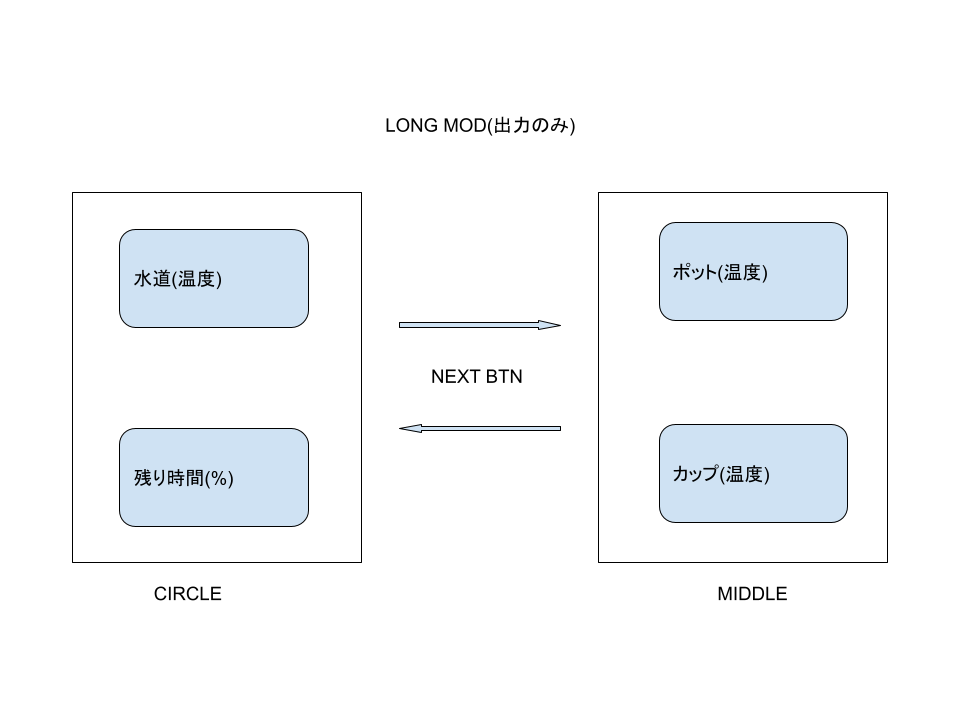 LONG MOD(出力のみ)
水道(温度)
残り時間(%)
CIRCLE
NEXT BTN
ポット(温度)
カップ(温度)
MIDDLE